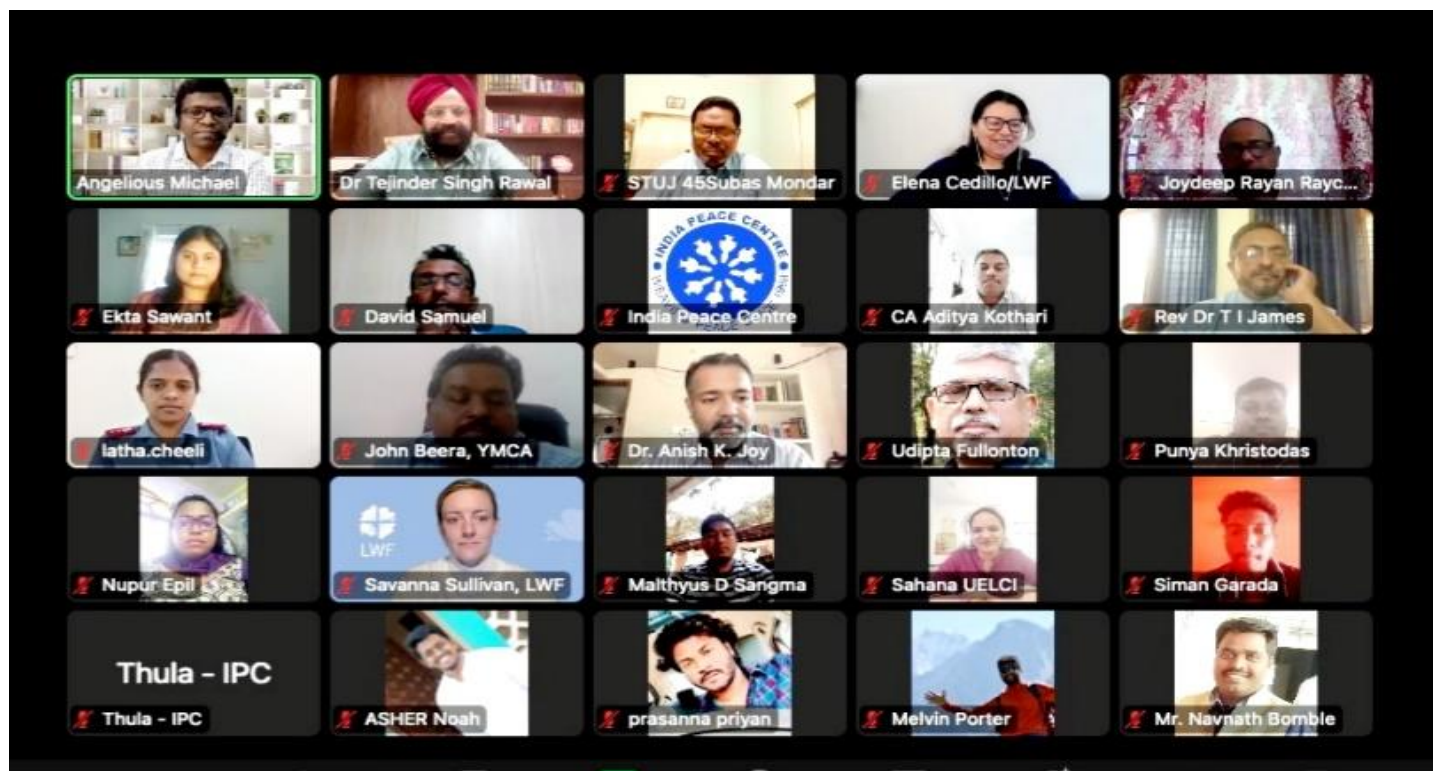 Angelious Michael
Dr Tejinder Singh Rawal
STUJ 45Subas Mondar
Elena Cedillo/LWF
Joydeep Rayan Rayc...
Ekta Sawant
David Samuel
INDIA PEACE CENTRE
PEACE
India Peace Centre
CA Aditya Kothari
Rev Dr T I James
latha.cheeli
John Beera, YMCA
Dr. Anish K. Joy
Udipta Fullonton
Punya Khristodas
Nupur Epil
LWF
Savanna Sullivan, LWF
Malthyus D Sangma
Sahana UELCI
Siman Garada
Thula - IPC
Thula - IPC
ASHER Noah
prasanna priyan
Melvin Porter
Mr. Navnath Bomble